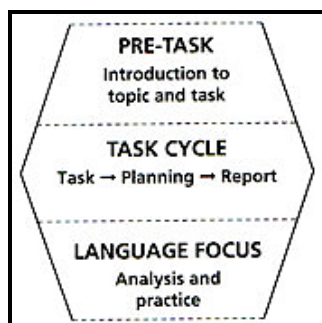 PRE-TASK
Introduction to
topic and task
TASK CYCLE
Task → Planning → Report
LANGUAGE FOCUS
Analysis and
practice